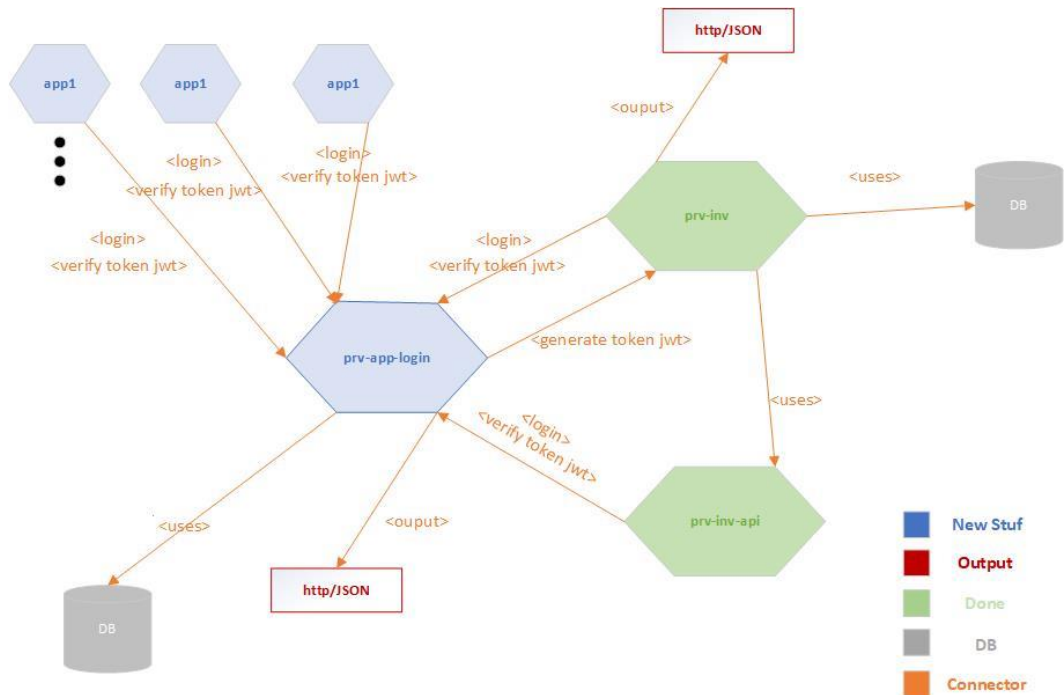 http/JSON
app1
app1
app1
<ouput>
<login>
<verify token jwt>
<login>
<verify token jwt>
<uses>
DB
prv-inv
<login>
<verify token jwt>
<login>
<verify token jwt>
<generate token jwt>
prv-app-login
<uses>
<login>
<verify token jwt>
prv-inv-api
<uses>
<ouput>
http/JSON
DB
New Stuf
Output
Done
DB
Connector